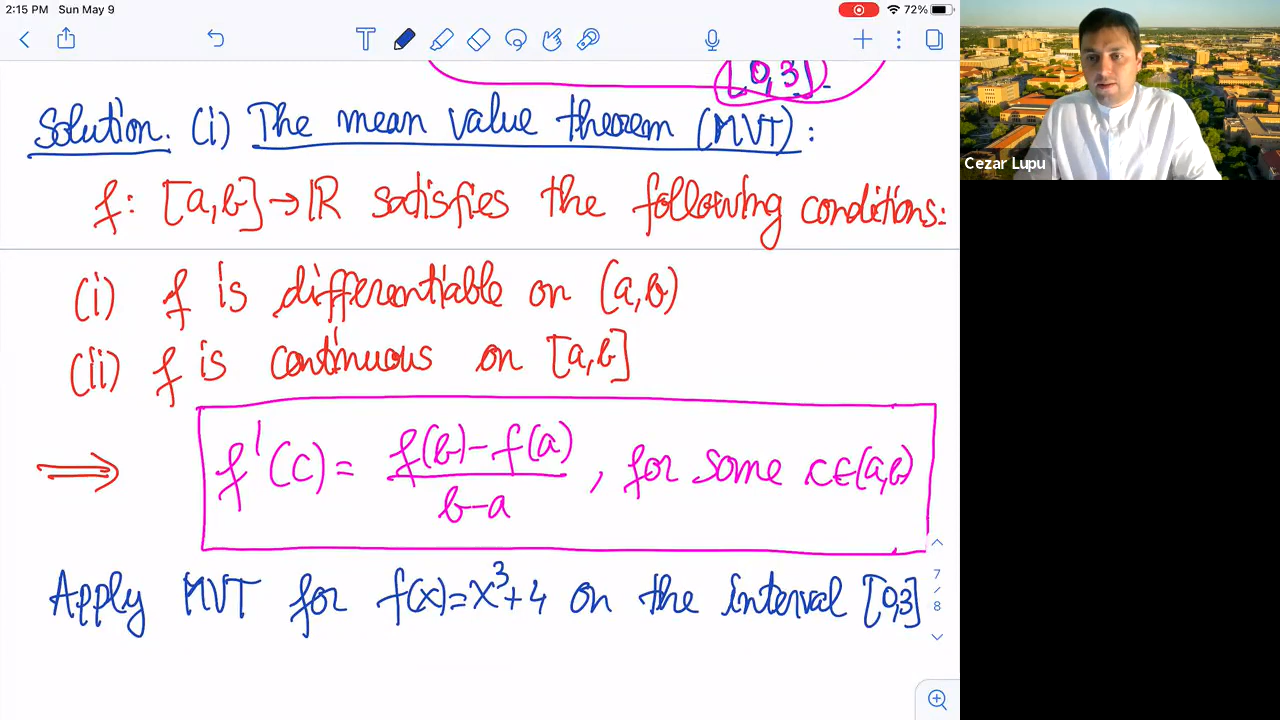 2:15 PM Sun May 9
72%
[0,3].
Solution. (i) The mean value theorem (MVT):
f: [a,b]→ℝ satisfies the following conditions:
(i) f is differentiable on (a,b)
(ii) f is continuous on [a,b]
⟹ f'(c) = (f(b)-f(a))/(b-a), for some c∈(a,b)
Apply MVT for f(x)=x³+4 on the interval [0,3]
7
/
8
Cezar Lupu